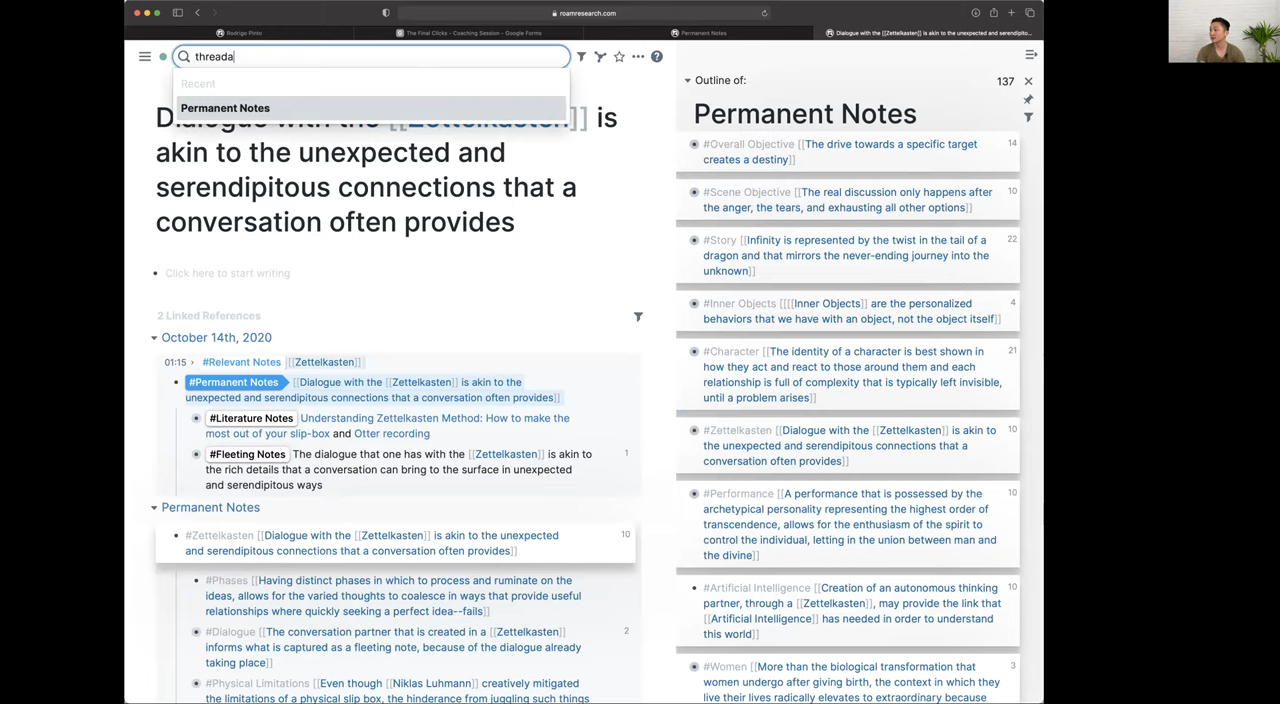 roamresearch.com
Rodrigo Pinto
The Final Clicks - Coaching Session - Google Forms
Permanent Notes
Dialogue with the [[Zettelkasten]] is akin to the unexpected and serendipito...
threada
Recent
Permanent Notes
Dialogue with the [[Zettelkasten]] is
akin to the unexpected and
serendipitous connections that a
conversation often provides
Click here to start writing
2 Linked References
October 14th, 2020
01:15 › #Relevant Notes [[Zettelkasten]]
#Permanent Notes [[Dialogue with the [[Zettelkasten]] is akin to the
unexpected and serendipitous connections that a conversation often provides]]
#Literature Notes Understanding Zettelkasten Method: How to make the
most out of your slip-box and Otter recording
#Fleeting Notes The dialogue that one has with the [[Zettelkasten]] is akin to 1
the rich details that a conversation can bring to the surface in unexpected
and serendipitous ways
Permanent Notes
#Zettelkasten [[Dialogue with the [[Zettelkasten]] is akin to the unexpected 10
and serendipitous connections that a conversation often provides]]
#Phases [[Having distinct phases in which to process and ruminate on the
ideas, allows for the varied thoughts to coalesce in ways that provide useful
relationships where quickly seeking a perfect idea--fails]]
#Dialogue [[The conversation partner that is created in a [[Zettelkasten]] 2
informs what is captured as a fleeting note, because of the dialogue already
taking place]]
#Physical Limitations [[Even though [[Niklas Luhmann]] creatively mitigated
the limitations of a physical slip box, the hinderance from juggling such things
Outline of: 137
Permanent Notes
#Overall Objective [[The drive towards a specific target 14
creates a destiny]]
#Scene Objective [[The real discussion only happens after 10
the anger, the tears, and exhausting all other options]]
#Story [[Infinity is represented by the twist in the tail of a 22
dragon and that mirrors the never-ending journey into the
unknown]]
#Inner Objects [[[[Inner Objects]] are the personalized 4
behaviors that we have with an object, not the object itself]]
#Character [[The identity of a character is best shown in 21
how they act and react to those around them and each
relationship is full of complexity that is typically left invisible,
until a problem arises]]
#Zettelkasten [[Dialogue with the [[Zettelkasten]] is akin to 10
the unexpected and serendipitous connections that a
conversation often provides]]
#Performance [[A performance that is possessed by the 10
archetypical personality representing the highest order of
transcendence, allows for the enthusiasm of the spirit to
control the individual, letting in the union between man and
the divine]]
#Artificial Intelligence [[Creation of an autonomous thinking 10
partner, through a [[Zettelkasten]], may provide the link that
[[Artificial Intelligence]] has needed in order to understand
this world]]
#Women [[More than the biological transformation that 3
women undergo after giving birth, the context in which they
live their lives radically elevates to extraordinary because